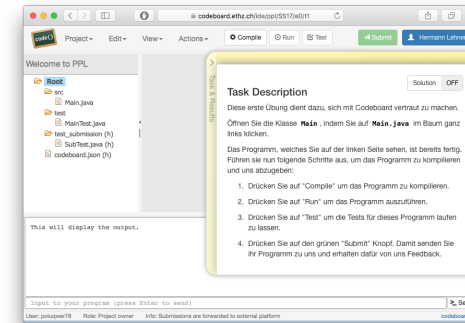 codeboard.ethz.ch/ide/ppl/SS17/e0/t1
code()
Project
Edit
View
Actions
Compile
Run
Test
Submit
Hermann Lehner
Welcome to PPL
Root
src
Main.java
test
MainTest.java
test_submission (h)
SubTest.java (h)
codeboard.json (h)
Task & Results
Solution OFF
Task Description
Diese erste Übung dient dazu, sich mit Codeboard vertraut zu machen.
Öffnen Sie die Klasse Main, indem Sie auf Main.java im Baum ganz
links klicken.
Das Programm, welches Sie auf der linken Seite sehen, ist bereits fertig.
Führen sie nun folgende Schritte aus, um das Programm zu kompilieren
und uns abzugeben:
1. Drücken Sie auf "Compile" um das Programm zu kompilieren.
2. Drücken Sie auf "Run" um das Programm auszuführen.
3. Drücken Sie auf "Test" um die Tests für dieses Programm laufen
zu lassen.
4. Drücken Sie auf den grünen "Submit" Knopf. Damit senden Sie
ihr Programm zu uns und erhalten dafür von uns Feedback.
This will display the output.
Input to your program (press Enter to send)
>_ Se
User: poiuqwer78 Role: Project owner Info: Submissions are forwarded to external platform
codeboa